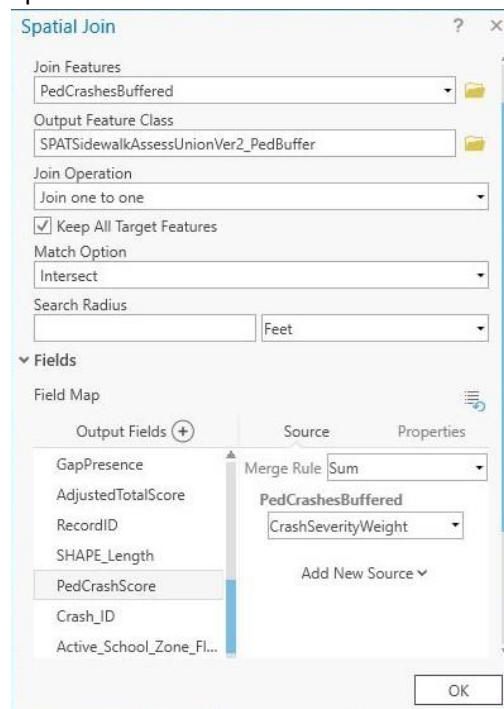 Spatial Join ? ×
Join Features
PedCrashesBuffered
Output Feature Class
SPATSidewalkAssessUnionVer2_PedBuffer
Join Operation
Join one to one
Keep All Target Features
Match Option
Intersect
Search Radius
Feet
Fields
Field Map
Output Fields Source Properties
GapPresence
AdjustedTotalScore
RecordID
SHAPE_Length
PedCrashScore
Crash_ID
Active_School_Zone_Fl...
Merge Rule Sum
PedCrashesBuffered
CrashSeverityWeight
Add New Source
OK